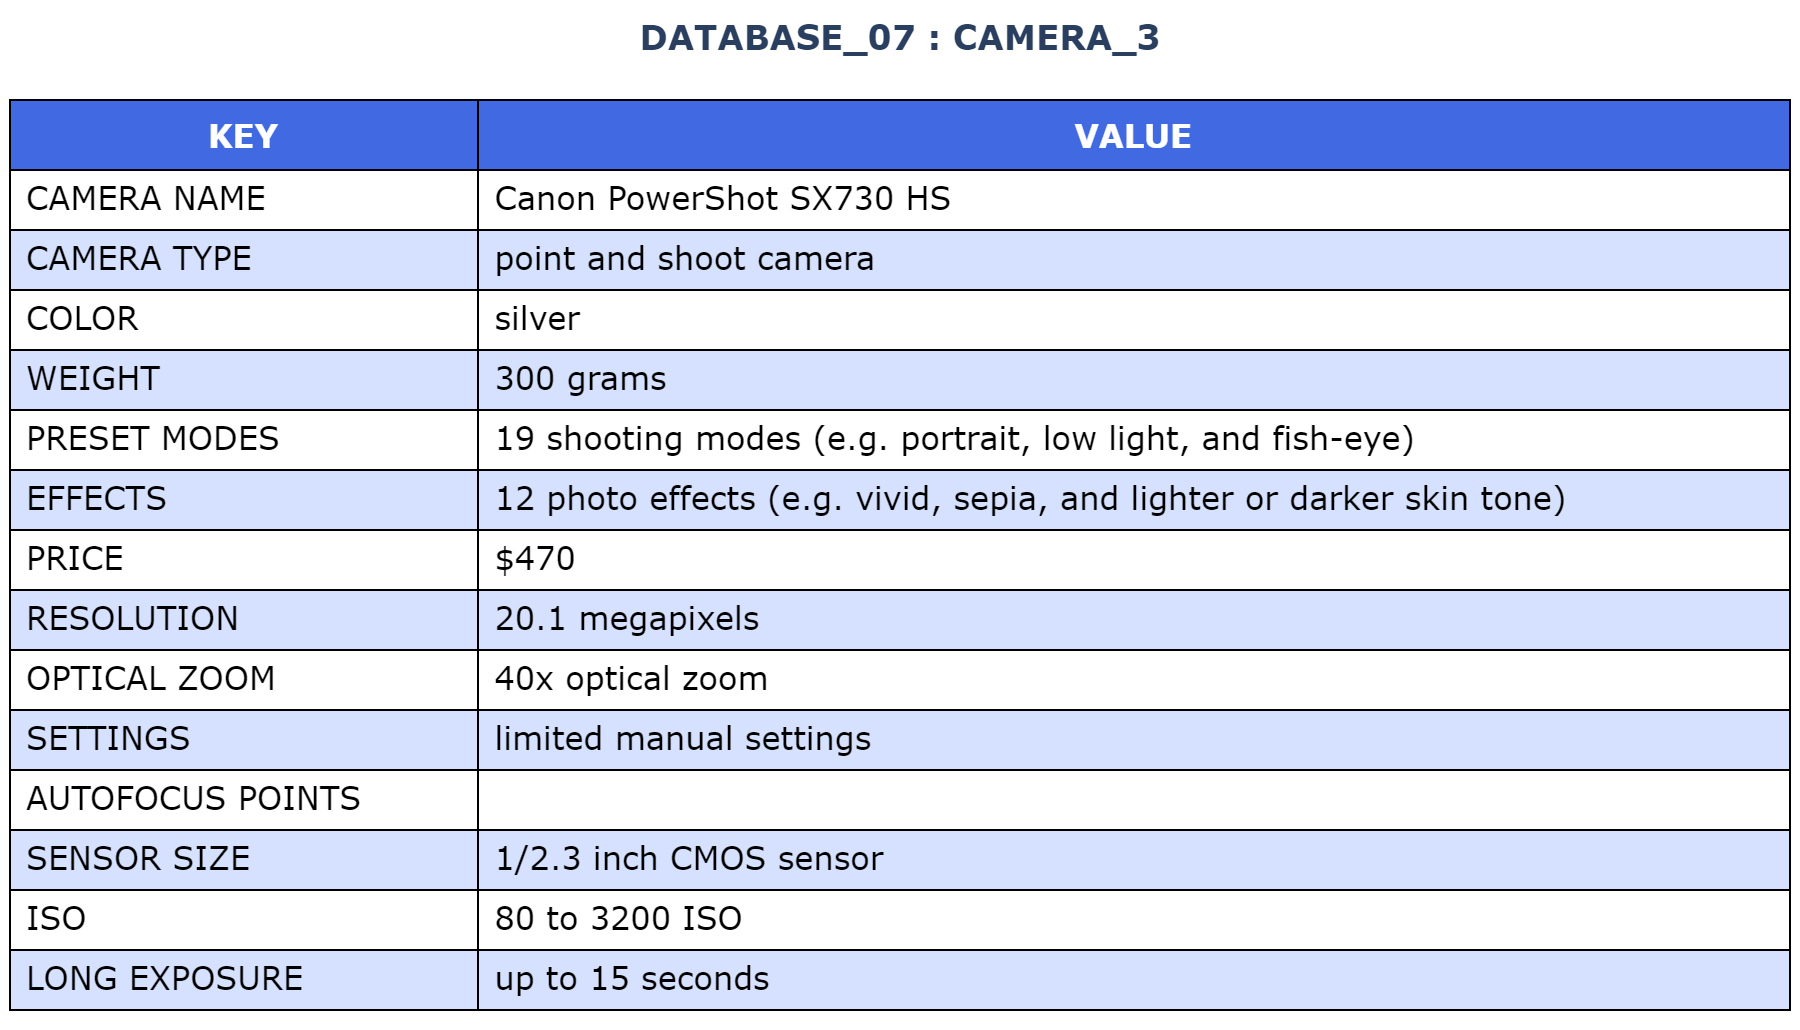 DATABASE_07 : CAMERA_3
KEY VALUE
CAMERA NAME Canon PowerShot SX730 HS
CAMERA TYPE point and shoot camera
COLOR silver
WEIGHT 300 grams
PRESET MODES 19 shooting modes (e.g. portrait, low light, and fish-eye)
EFFECTS 12 photo effects (e.g. vivid, sepia, and lighter or darker skin tone)
PRICE $470
RESOLUTION 20.1 megapixels
OPTICAL ZOOM 40x optical zoom
SETTINGS limited manual settings
AUTOFOCUS POINTS
SENSOR SIZE 1/2.3 inch CMOS sensor
ISO 80 to 3200 ISO
LONG EXPOSURE up to 15 seconds